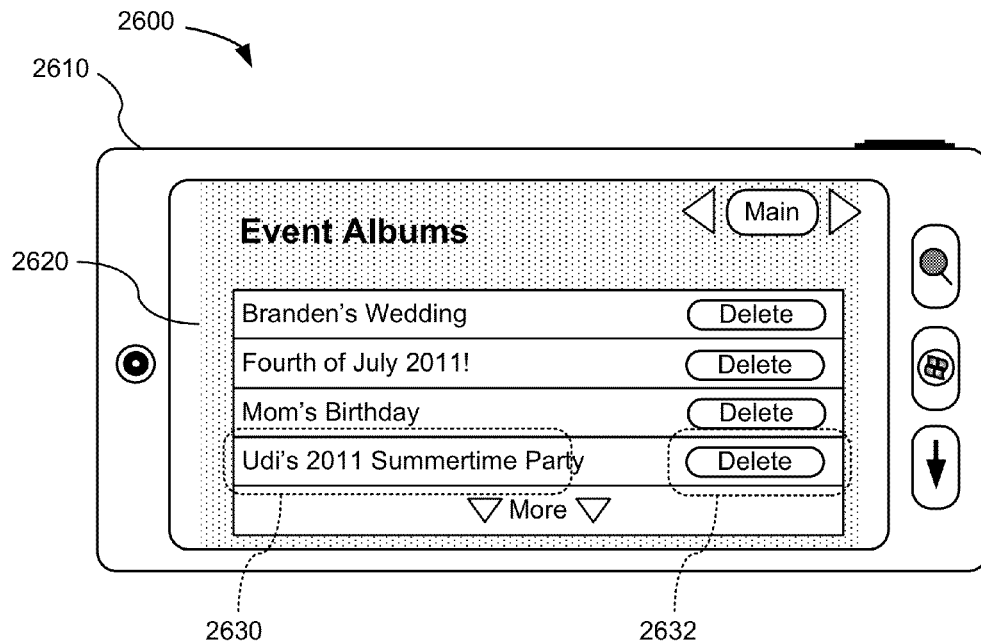 2600
2610
Main
Event Albums
2620
Branden's Wedding Delete
Fourth of July 2011! Delete
Mom's Birthday Delete
Udi's 2011 Summertime Party Delete
More
2630 2632